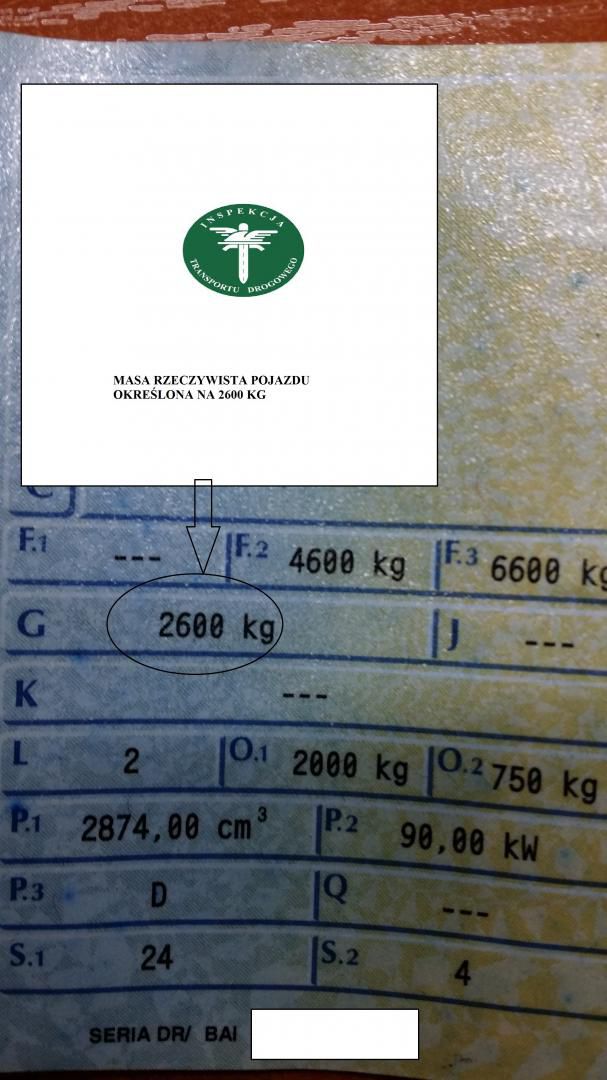 INSPEKCJA
TRANSPORTU DROGOWEGO
MASA RZECZYWISTA POJAZDU
OKREŚLONA NA 2600 KG
C
F.1 --- F.2 4600 kg F.3 6600 kg
G 2600 kg J ---
K ---
L 2 O.1 2000 kg O.2 750 kg
P.1 2874,00 cm³ P.2 90,00 kW
P.3 D Q ---
S.1 24 S.2 4
SERIA DR/ BAI